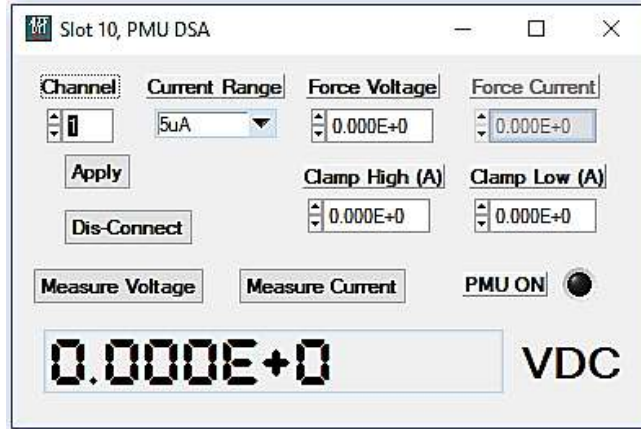 Slot 10, PMU DSA
Channel Current Range Force Voltage Force Current
1 5uA 0.000E+0 0.000E+0
Apply Clamp High (A) Clamp Low (A)
0.000E+0 0.000E+0
Dis-Connect
Measure Voltage Measure Current PMU ON
0.000E+0 VDC